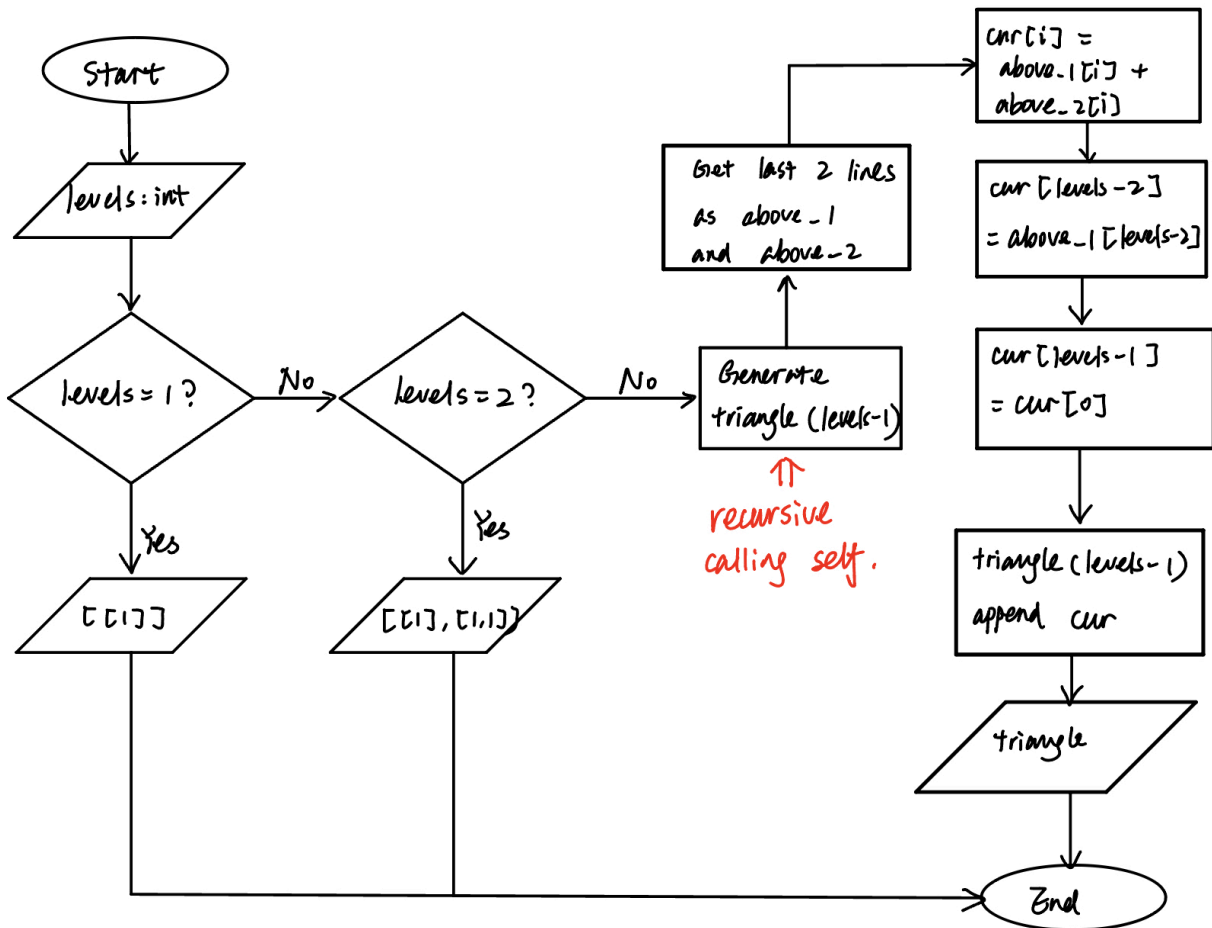 Start
levels:int
levels=1?
No
levels=2?
No
Yes
Yes
[[1]]
[[1],[1,1]]
Generate
triangle(levels-1)
⇑
recursive
calling self.
Get last 2 lines
as above_1
and above_2
cur[i] =
above_1[i] +
above_2[i]
cur[levels-2]
= above_1[levels-2]
cur[levels-1]
= cur[0]
triangle(levels-1)
append cur
triangle
End